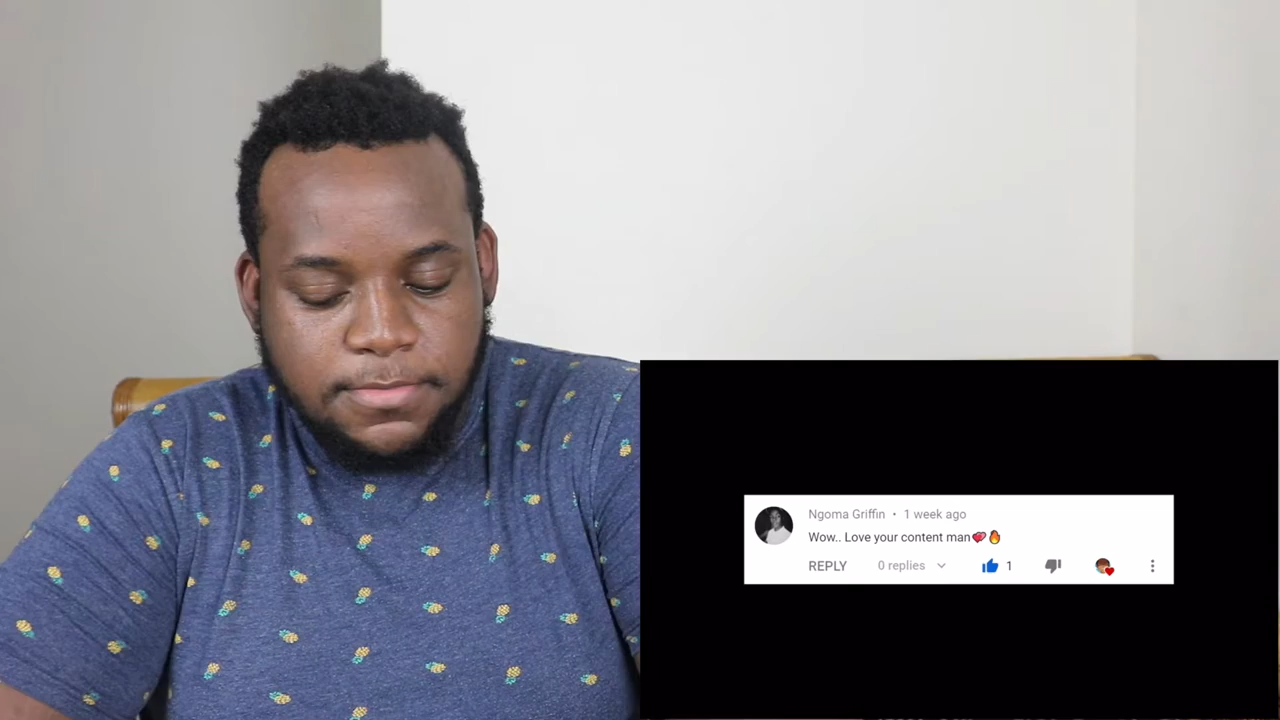 Ngoma Griffin • 1 week ago
Wow.. Love your content man💞🔥
REPLY 0 replies 1